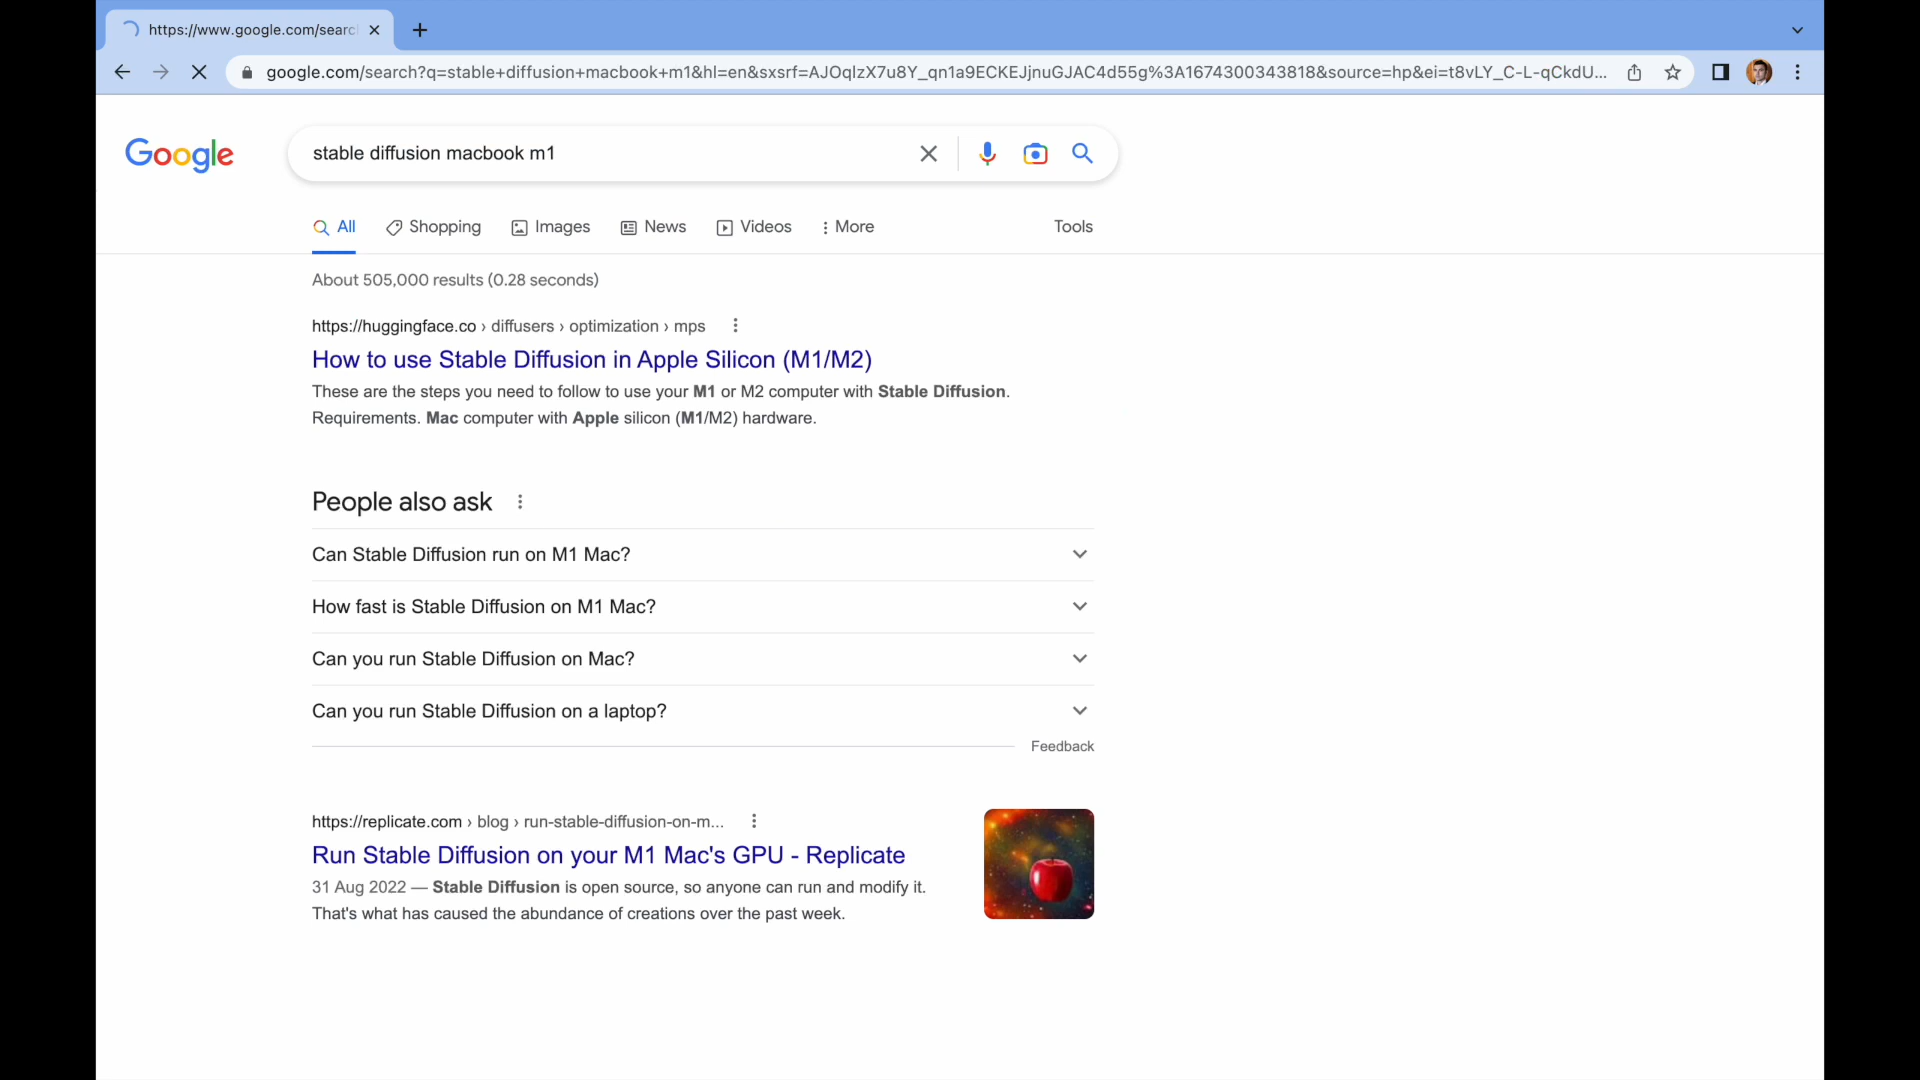 https://www.google.com/searc
google.com/search?q=stable+diffusion+macbook+m1&hl=en&sxsrf=AJOqlzX7u8Y_qn1a9ECKEJjnuGJAC4d55g%3A1674300343818&source=hp&ei=t8vLY_C-L-qCkdU...
Google
stable diffusion macbook m1
All Shopping Images News Videos More Tools
About 505,000 results (0.28 seconds)
https://huggingface.co › diffusers › optimization › mps
How to use Stable Diffusion in Apple Silicon (M1/M2)
These are the steps you need to follow to use your M1 or M2 computer with Stable Diffusion.
Requirements. Mac computer with Apple silicon (M1/M2) hardware.
People also ask
Can Stable Diffusion run on M1 Mac?
How fast is Stable Diffusion on M1 Mac?
Can you run Stable Diffusion on Mac?
Can you run Stable Diffusion on a laptop?
Feedback
https://replicate.com › blog › run-stable-diffusion-on-m...
Run Stable Diffusion on your M1 Mac's GPU - Replicate
31 Aug 2022 — Stable Diffusion is open source, so anyone can run and modify it.
That's what has caused the abundance of creations over the past week.